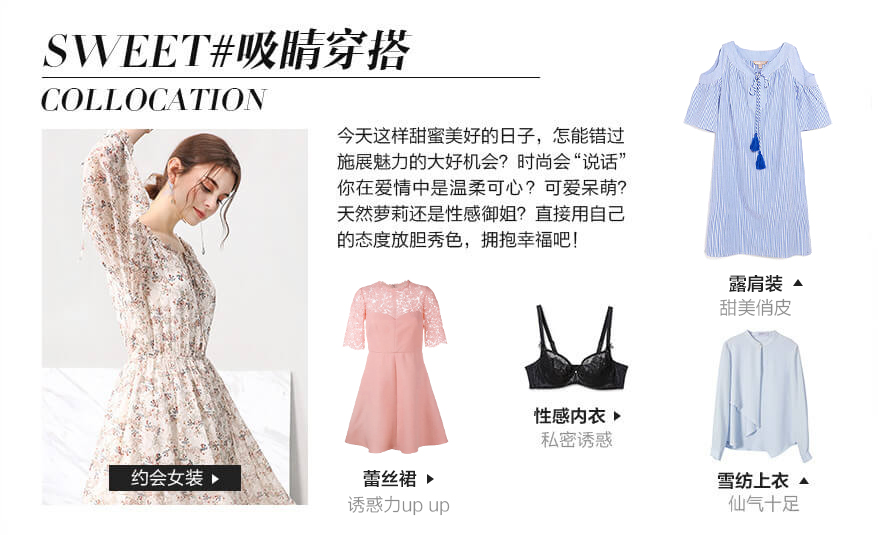 SWEET#吸睛穿搭
COLLOCATION
今天这样甜蜜美好的日子，怎能错过
施展魅力的大好机会？时尚会“说话”
你在爱情中是温柔可心？可爱呆萌？
天然萝莉还是性感御姐？直接用自己
的态度放胆秀色，拥抱幸福吧！
约会女装
蕾丝裙
诱惑力up up
性感内衣
私密诱惑
露肩装
甜美俏皮
雪纺上衣
仙气十足